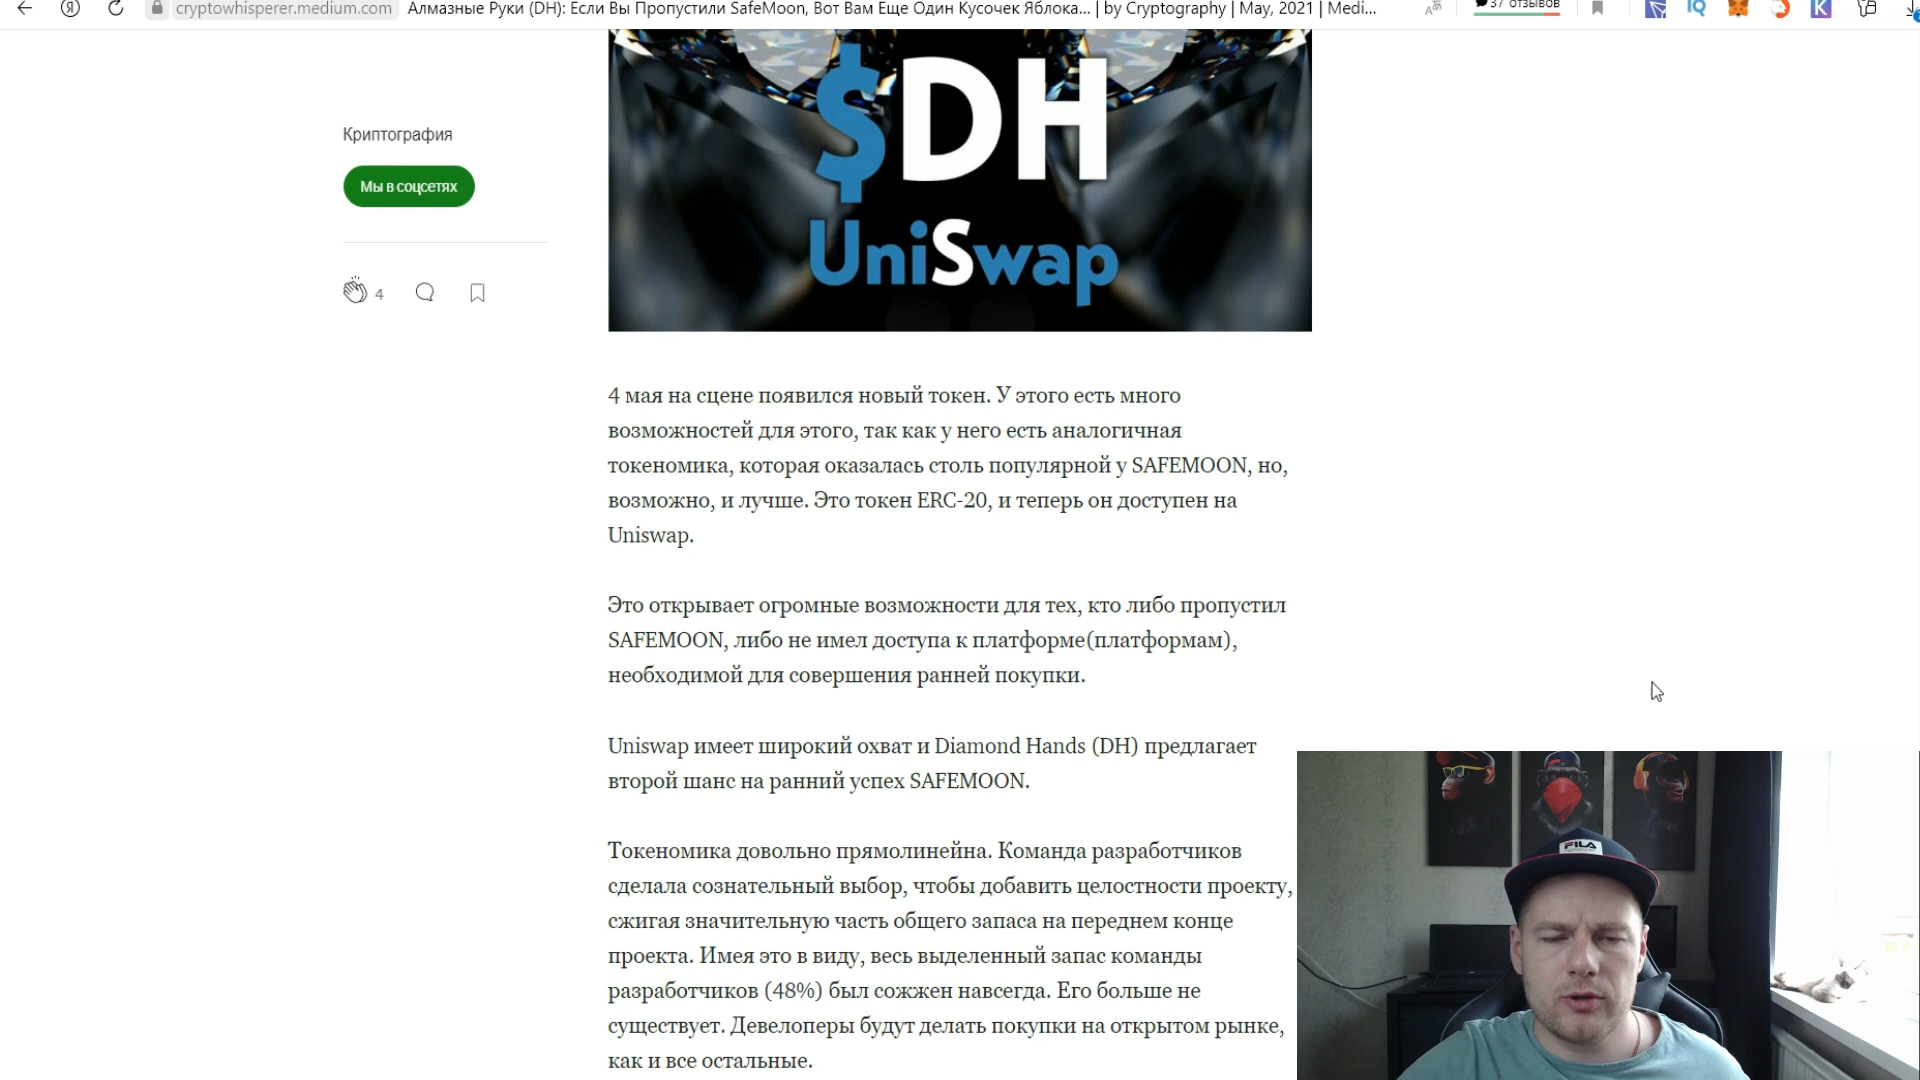 cryptowhisperer.medium.com
Алмазные Руки (DH): Если Вы Пропустили SafeMoon, Вот Вам Еще Один Кусочек Яблока... | by Cryptography | May, 2021 | Medi...
37 отзывов
$DH
UniSwap
Криптография
Мы в соцсетях
4
4 мая на сцене появился новый токен. У этого есть много
возможностей для этого, так как у него есть аналогичная
токеномика, которая оказалась столь популярной у SAFEMOON, но,
возможно, и лучше. Это токен ERC-20, и теперь он доступен на
Uniswap.
Это открывает огромные возможности для тех, кто либо пропустил
SAFEMOON, либо не имел доступа к платформе(платформам),
необходимой для совершения ранней покупки.
Uniswap имеет широкий охват и Diamond Hands (DH) предлагает
второй шанс на ранний успех SAFEMOON.
Токеномика довольно прямолинейна. Команда разработчиков
сделала сознательный выбор, чтобы добавить целостности проекту,
сжигая значительную часть общего запаса на переднем конце
проекта. Имея это в виду, весь выделенный запас команды
разработчиков (48%) был сожжен навсегда. Его больше не
существует. Девелоперы будут делать покупки на открытом рынке,
как и все остальные.
FILA